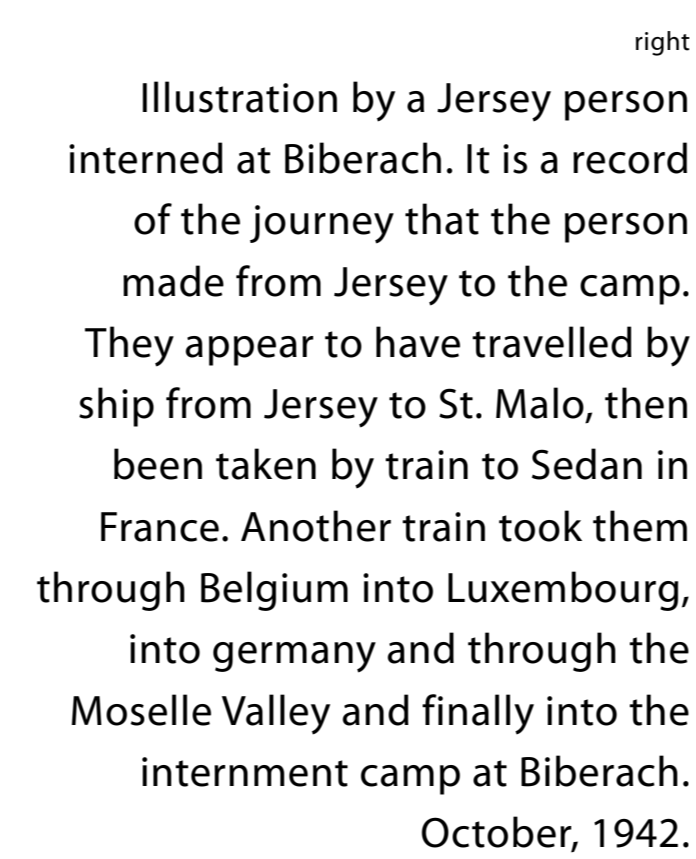 right
Illustration by a Jersey person
interned at Biberach. It is a record
of the journey that the person
made from Jersey to the camp.
They appear to have travelled by
ship from Jersey to St. Malo, then
been taken by train to Sedan in
France. Another train took them
through Belgium into Luxembourg,
into germany and through the
Moselle Valley and finally into the
internment camp at Biberach.
October, 1942.